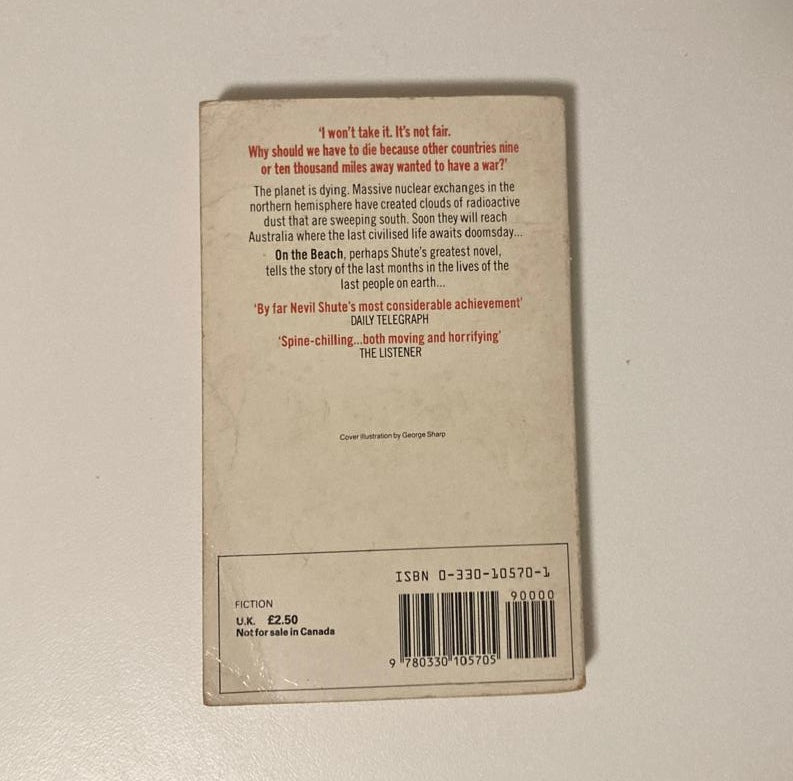 'I won't take it. It's not fair.
Why should we have to die because other countries nine
or ten thousand miles away wanted to have a war?'
The planet is dying. Massive nuclear exchanges in the
northern hemisphere have created clouds of radioactive
dust that are sweeping south. Soon they will reach
Australia where the last civilised life awaits doomsday...
On the Beach, perhaps Shute's greatest novel,
tells the story of the last months in the lives of the
last people on earth...
'By far Nevil Shute's most considerable achievement'
DAILY TELEGRAPH
'Spine-chilling...both moving and horrifying'
THE LISTENER
Cover illustration by George Sharp
ISBN 0-330-10570-1
90000
FICTION
U.K. £2.50
Not for sale in Canada
9 780330 105705